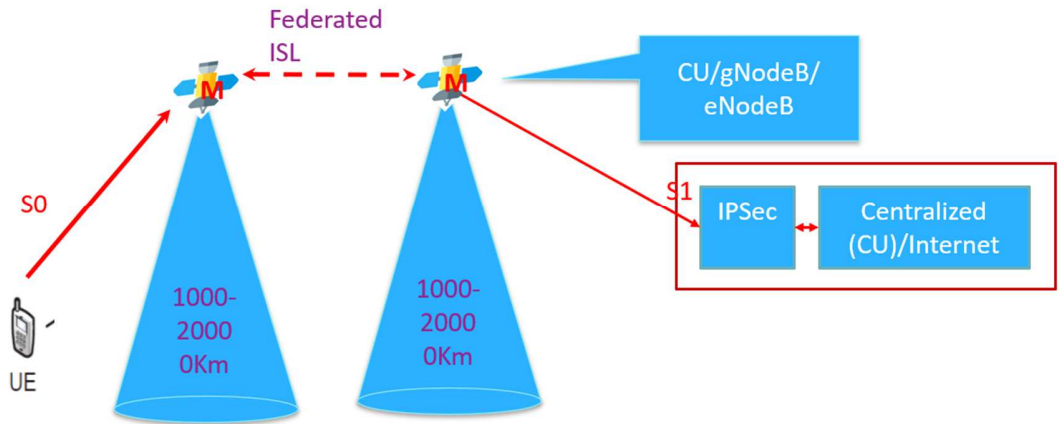 Federated
ISL
M
M
CU/gNodeB/
eNodeB
S0
S1
IPSec
Centralized
(CU)/Internet
1000-
2000
0Km
1000-
2000
0Km
UE